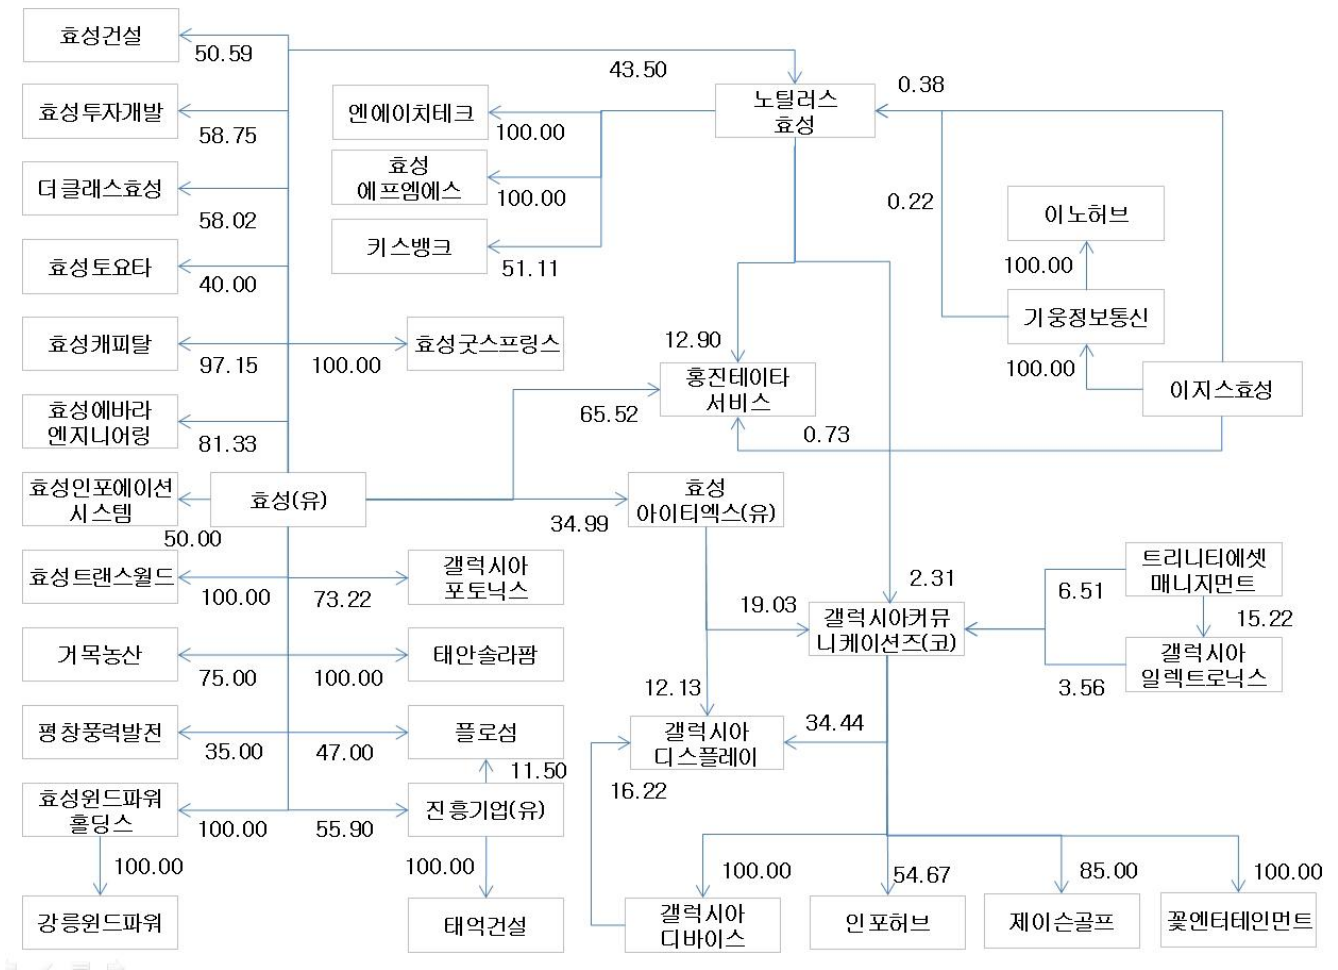 효성건설
50.59
43.50
노틸러스
효성
0.38
효성투자개발
58.75
엔에이치테크
100.00
효성
에프엠에스
100.00
키스뱅크
51.11
더클래스효성
58.02
0.22
이노허브
100.00
기웅정보통신
100.00
이지스효성
효성토요타
40.00
효성캐피탈
97.15
100.00
효성굿스프링스
12.90
홍진테이타
서비스
65.52
0.73
효성에바라
엔지니어링
81.33
효성인포에이션
시스템
50.00
효성(유)
34.99
효성
아이티엑스(유)
효성트랜스월드
100.00
73.22
갤럭시아
포토닉스
19.03
2.31
갤럭시아커뮤
니케이션즈(코)
6.51
트리니티에셋
매니지먼트
15.22
3.56
갤럭시아
일렉트로닉스
거목농산
75.00
100.00
태안솔라팜
12.13
갤럭시아
디스플레이
34.44
16.22
평창풍력발전
35.00
47.00
플로섬
11.50
효성윈드파워
홀딩스
100.00
55.90
진흥기업(유)
100.00
100.00
100.00
54.67
85.00
100.00
강릉윈드파워
태억건설
갤럭시아
디바이스
인포허브
제이슨골프
꽃엔터테인먼트